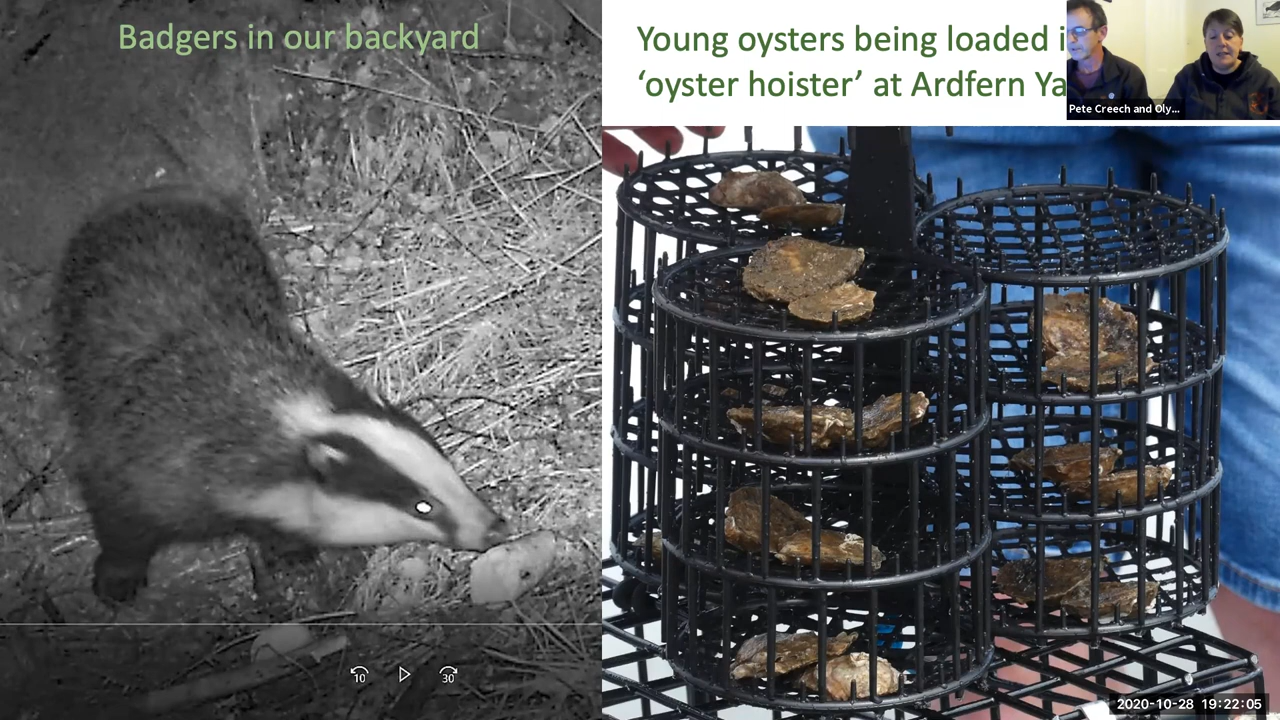 Badgers in our backyard
Young oysters being loaded i
‘oyster hoister’ at Ardfern Ya
Pete Creech and Oly...
10
30
2020-10-28 19:22:05